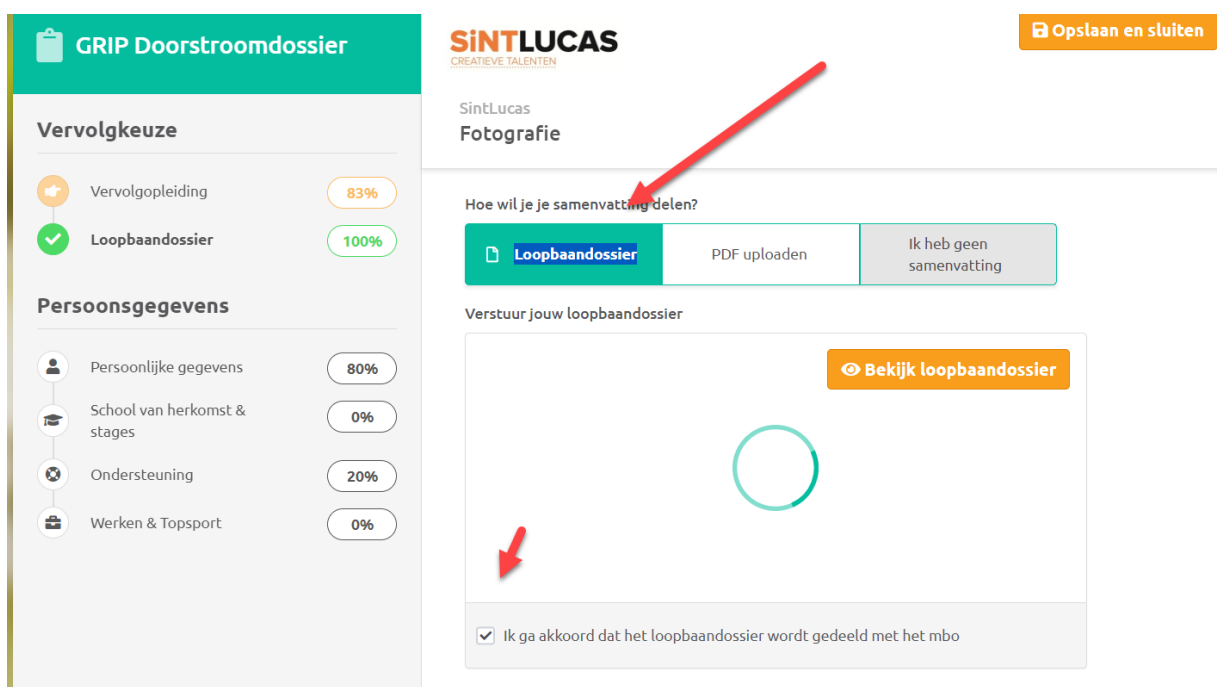 GRIP Doorstroomdossier
Vervolgkeuze
Vervolgopleiding
83%
Loopbaandossier
100%
Persoonsgegevens
Persoonlijke gegevens
80%
School van herkomst &
stages
0%
Ondersteuning
20%
Werken & Topsport
0%
SiNTLUCAS
CREATIEVE TALENTEN
Opslaan en sluiten
SintLucas
Fotografie
Hoe wil je je samenvatting delen?
Loopbaandossier
PDF uploaden
Ik heb geen
samenvatting
Verstuur jouw loopbaandossier
Bekijk loopbaandossier
Ik ga akkoord dat het loopbaandossier wordt gedeeld met het mbo